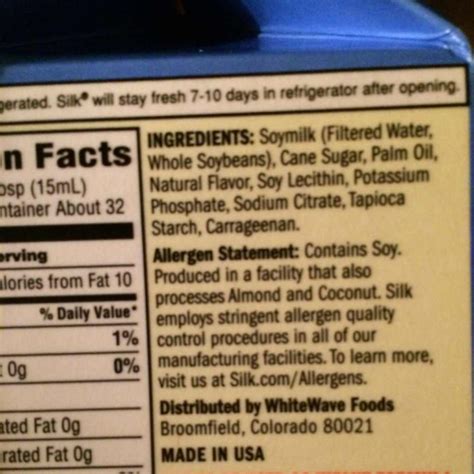 gerated. Silk® will stay fresh 7-10 days in refrigerator after opening.
n Facts
bsp (15mL)
ntainer About 32
erving
alories from Fat 10
% Daily Value*
1%
t 0g
0%
ated Fat 0g
rated Fat 0g
INGREDIENTS: Soymilk (Filtered Water,
Whole Soybeans), Cane Sugar, Palm Oil,
Natural Flavor, Soy Lecithin, Potassium
Phosphate, Sodium Citrate, Tapioca
Starch, Carrageenan.
Allergen Statement: Contains Soy.
Produced in a facility that also
processes Almond and Coconut. Silk
employs stringent allergen quality
control procedures in all of our
manufacturing facilities. To learn more,
visit us at Silk.com/Allergens.
Distributed by WhiteWave Foods
Broomfield, Colorado 80021
MADE IN USA